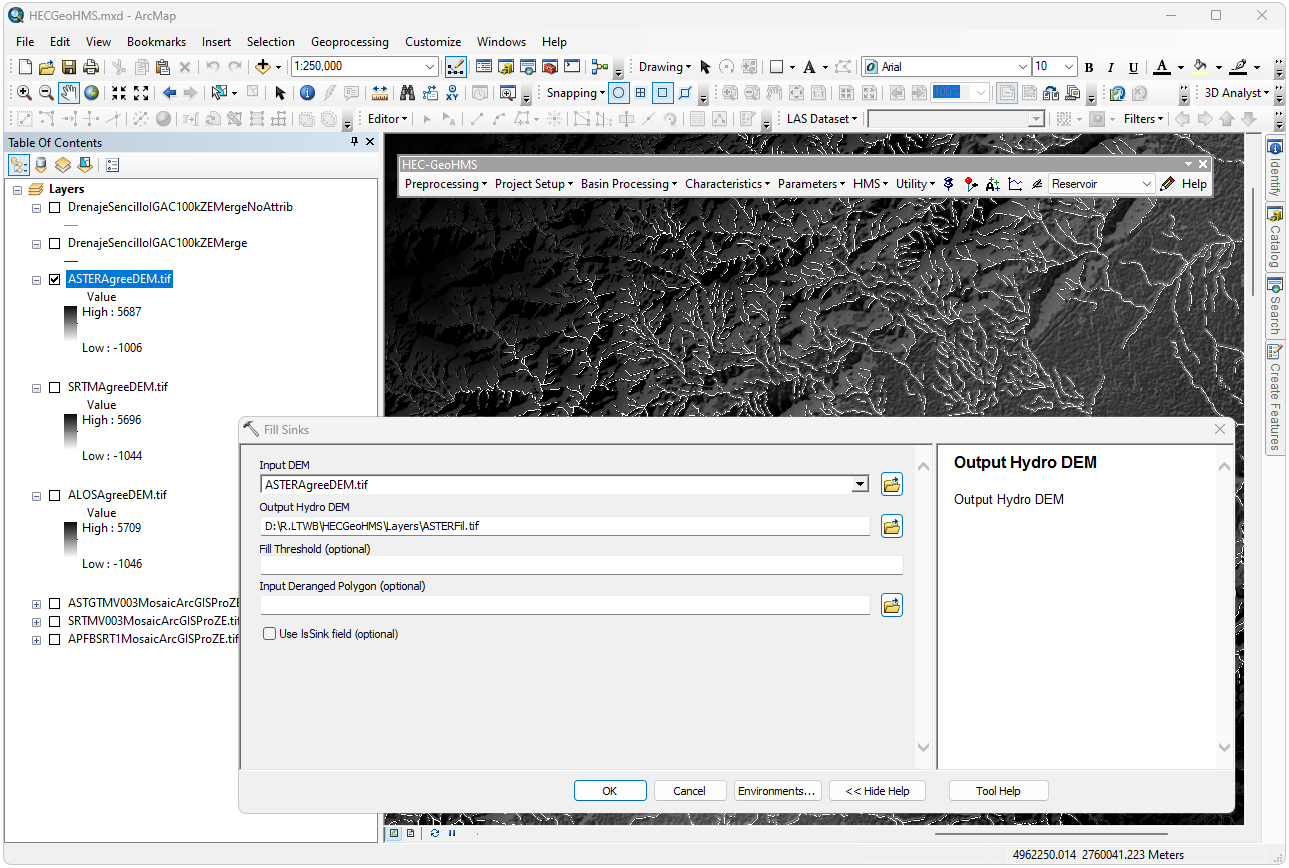 HECGeoHMS.mxd - ArcMap
File Edit View Bookmarks Insert Selection Geoprocessing Customize Windows Help
1:250,000 Drawing Arial 10 B I U A
Snapping 100% 3D Analyst
Editor LAS Dataset Filters
Table Of Contents
Layers
DrenajeSencilloIGAC100kZEMergeNoAttrib
DrenajeSencilloIGAC100kZEMerge
ASTERAgreeDEM.tif
Value
High : 5687
Low : -1006
SRTMAgreeDEM.tif
Value
High : 5696
Low : -1044
ALOSAgreeDEM.tif
Value
High : 5709
Low : -1046
ASTGTMV003MosaicArcGISProZE
SRTMV003MosaicArcGISProZE.tif
APFBSRT1MosaicArcGISProZE.tif
HEC-GeoHMS
Preprocessing Project Setup Basin Processing Characteristics Parameters HMS Utility Reservoir Help
Identify
Catalog
Search
Create Features
Fill Sinks
Input DEM
ASTERAgreeDEM.tif
Output Hydro DEM
D:\R.LTWB\HECGeoHMS\Layers\ASTERFil.tif
Fill Threshold (optional)
Input Deranged Polygon (optional)
Use IsSink field (optional)
Output Hydro DEM
Output Hydro DEM
OK Cancel Environments... << Hide Help Tool Help
4962250.014 2760041.223 Meters